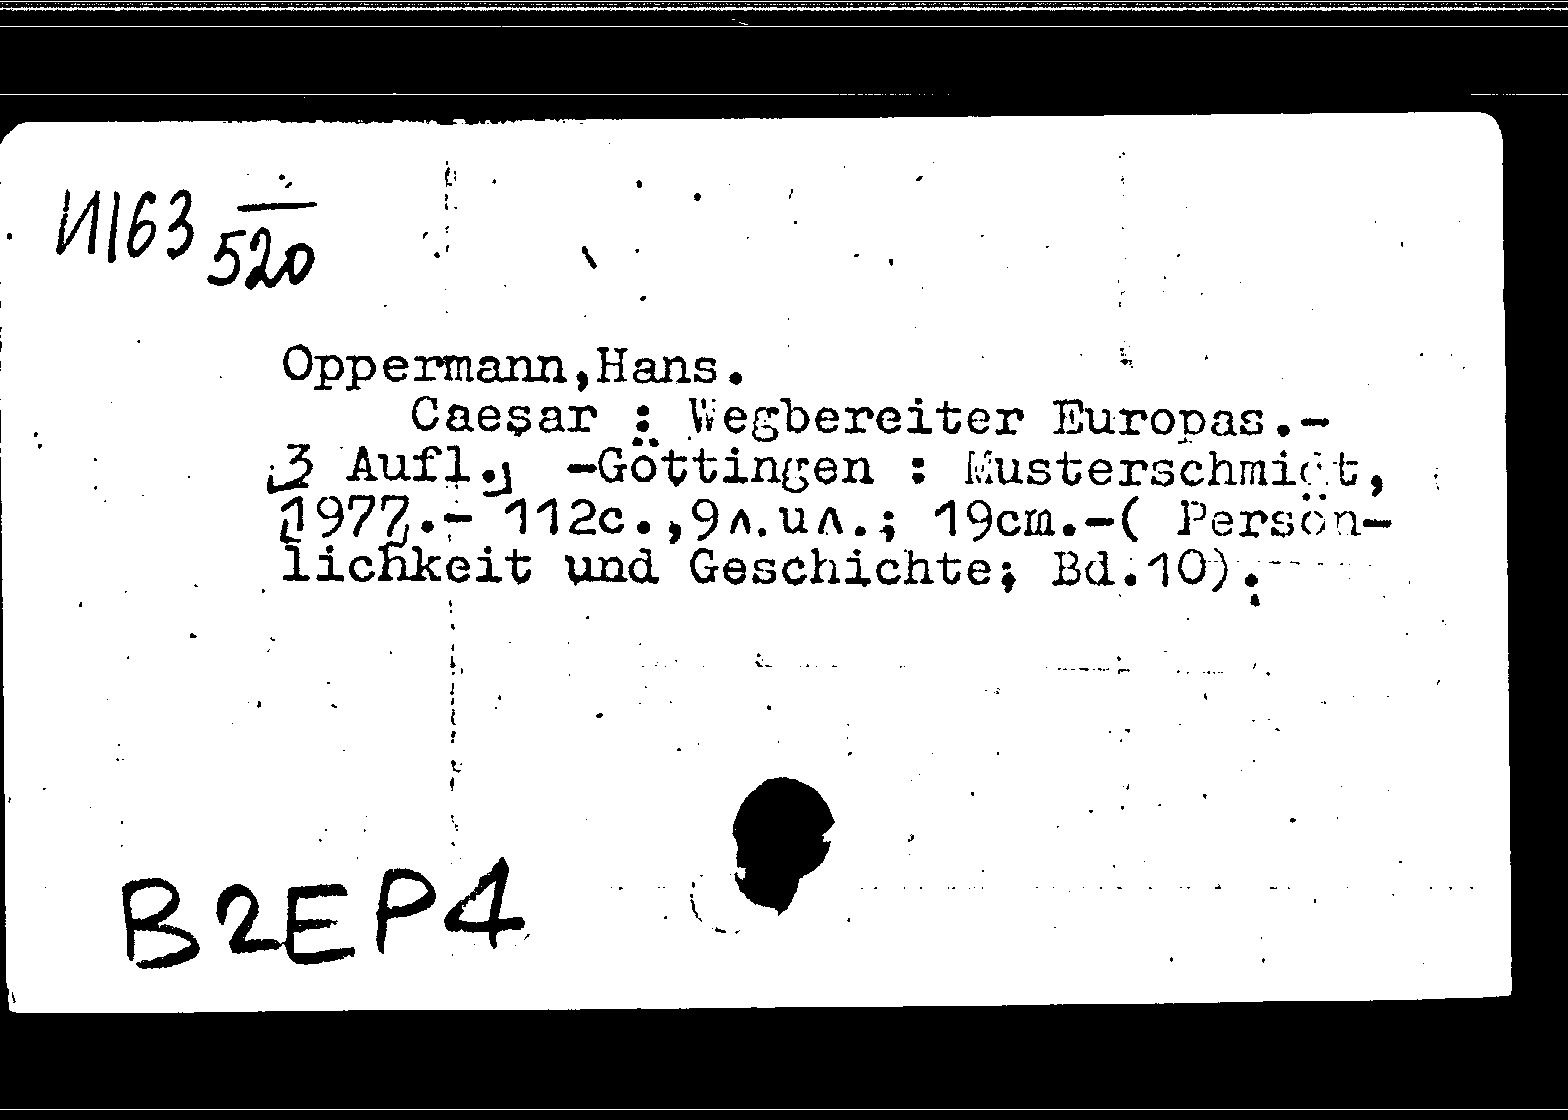 И163 —/520
Oppermann,Hans.
Caesar : Wegbereiter Europas.-
[3 Aufl.] -Göttingen : Musterschmidt,
[1977].- 112с.,9л.ил.; 19cm.-( Persön-
lichkeit und Geschichte; Bd.10).
B2EP4